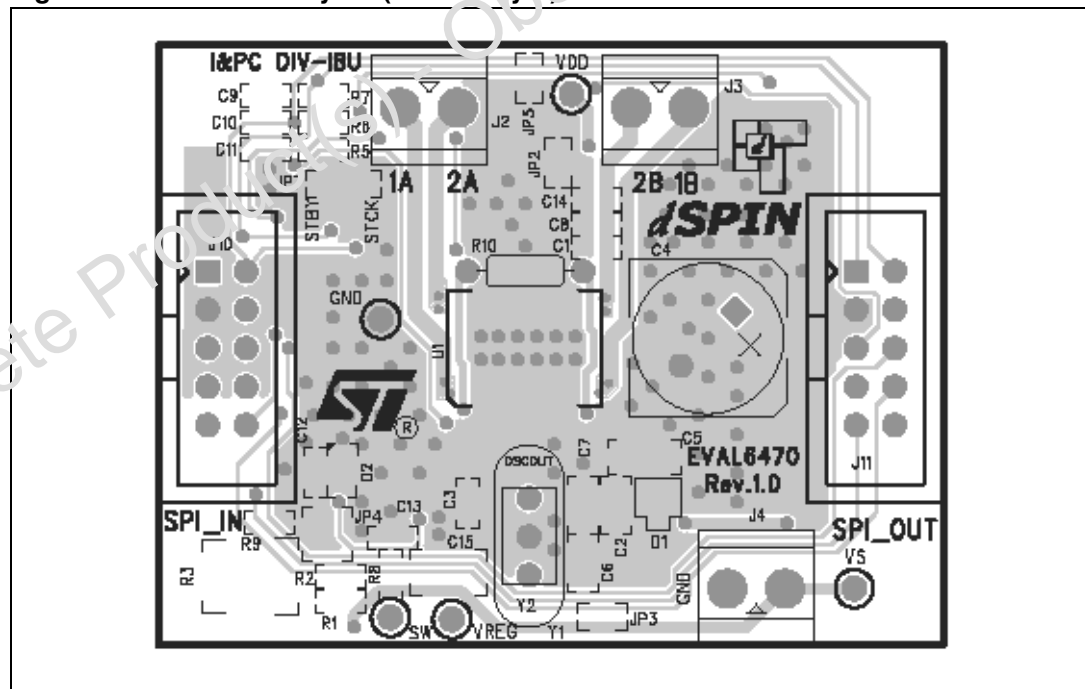 I&PC DIV-IBU
VDD
C9
R7
J3
C10
R6
J2
JP5
C11
R5
JP2
1A
2A
2B 1B
STBY
STCK
C14
C8
dSPIN
J10
R10
C1
C4
GND
U1
ST
®
C12
OSCOUT
C7
C5
EVAL6470
Rev.1.0
J11
D2
C3
SPI_IN
JP4
C13
J4
SPI_OUT
R9
C15
C2
D1
VS
R3
R2
R8
C6
GND
Y2
R1
SW
VREG
Y1
JP3